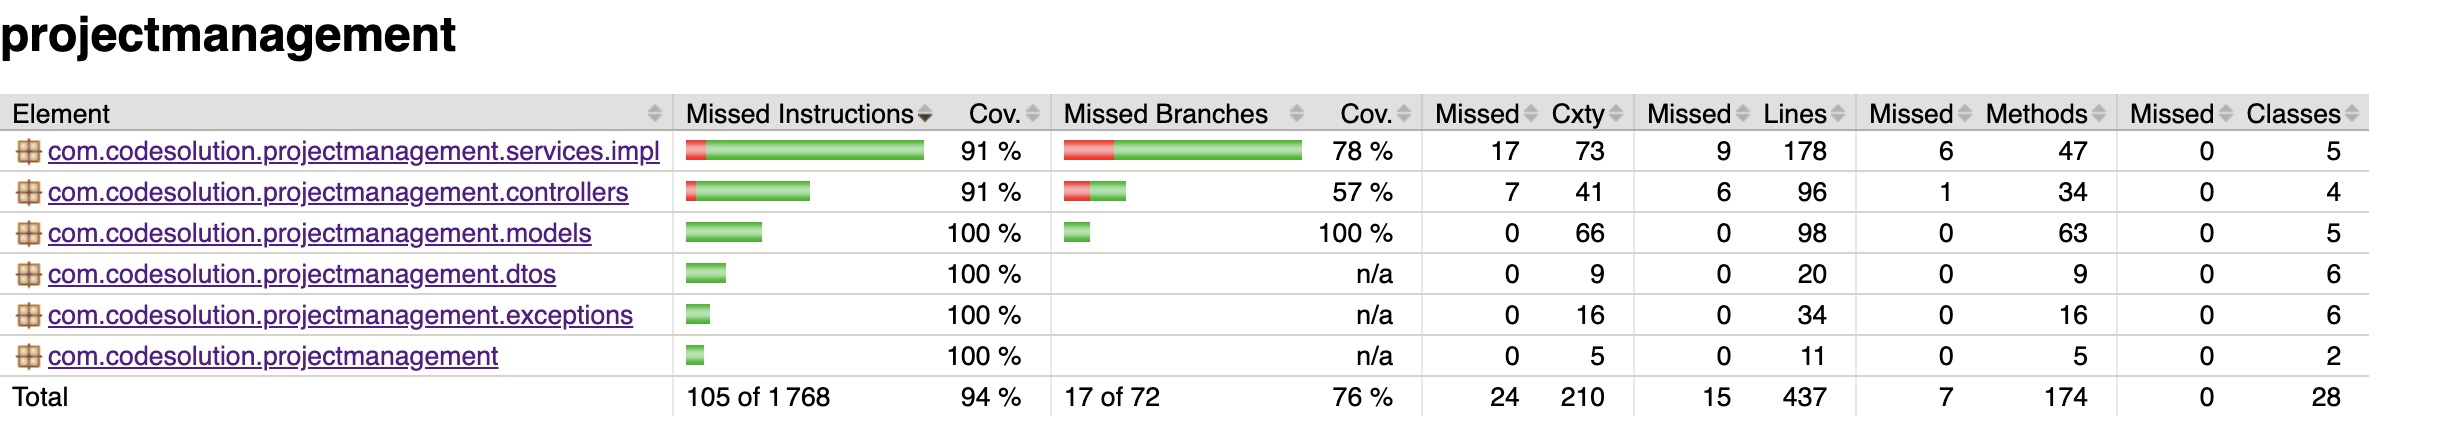 projectmanagement
Element Missed Instructions Cov. Missed Branches Cov. Missed Cxty Missed Lines Missed Methods Missed Classes
com.codesolution.projectmanagement.services.impl 91 % 78 % 17 73 9 178 6 47 0 5
com.codesolution.projectmanagement.controllers 91 % 57 % 7 41 6 96 1 34 0 4
com.codesolution.projectmanagement.models 100 % 100 % 0 66 0 98 0 63 0 5
com.codesolution.projectmanagement.dtos 100 % n/a 0 9 0 20 0 9 0 6
com.codesolution.projectmanagement.exceptions 100 % n/a 0 16 0 34 0 16 0 6
com.codesolution.projectmanagement 100 % n/a 0 5 0 11 0 5 0 2
Total 105 of 1 768 94 % 17 of 72 76 % 24 210 15 437 7 174 0 28